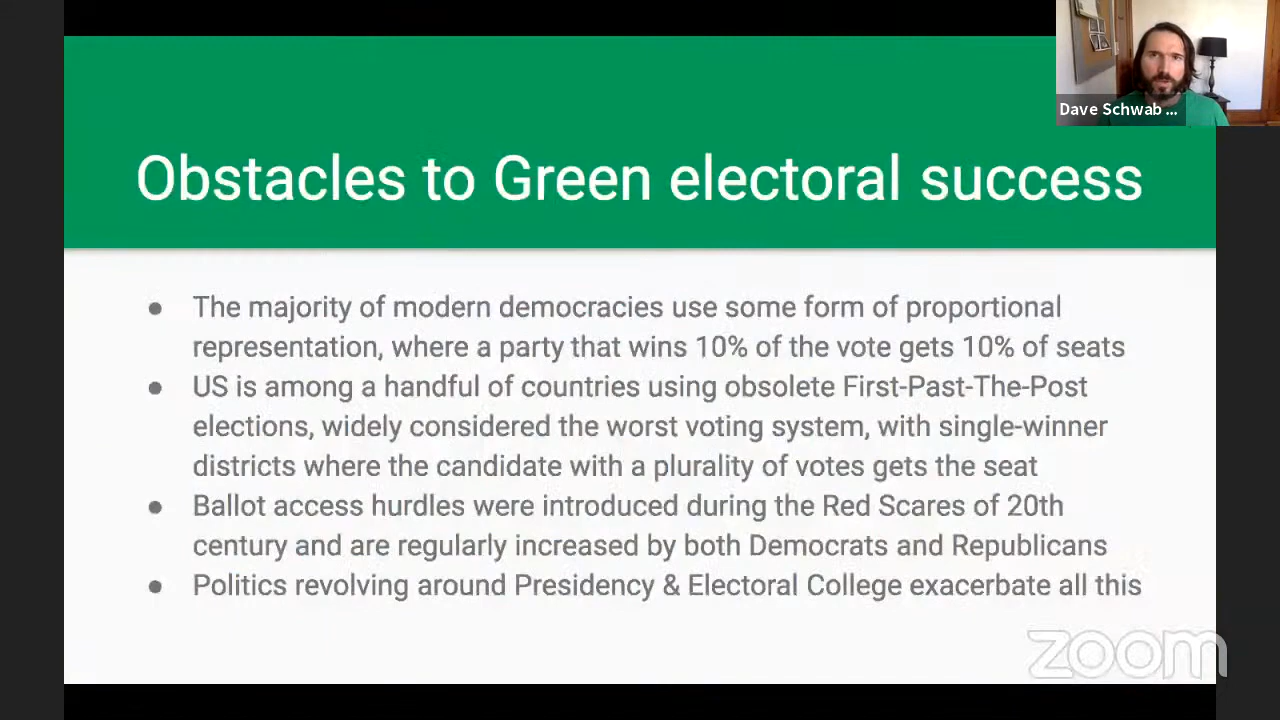 Dave Schwab ...
Obstacles to Green electoral success
● The majority of modern democracies use some form of proportional
representation, where a party that wins 10% of the vote gets 10% of seats
● US is among a handful of countries using obsolete First-Past-The-Post
elections, widely considered the worst voting system, with single-winner
districts where the candidate with a plurality of votes gets the seat
● Ballot access hurdles were introduced during the Red Scares of 20th
century and are regularly increased by both Democrats and Republicans
● Politics revolving around Presidency & Electoral College exacerbate all this
zoom